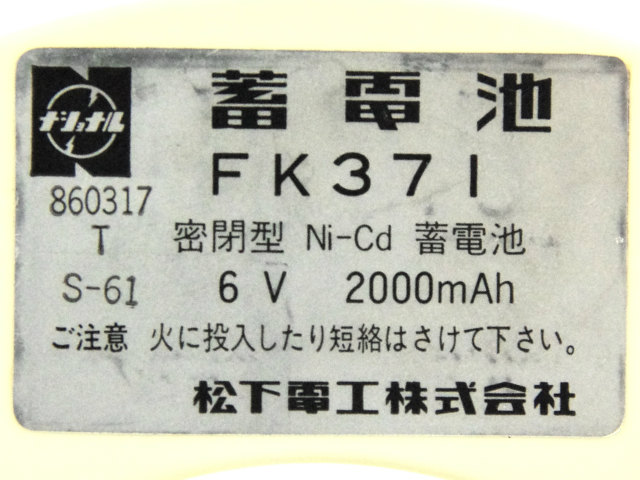 蓄電池
ナショナル
FK371
860317
T
密閉型 Ni-Cd 蓄電池
S-61
6V 2000mAh
ご注意 火に投入したり短絡はさけて下さい。
松下電工株式会社